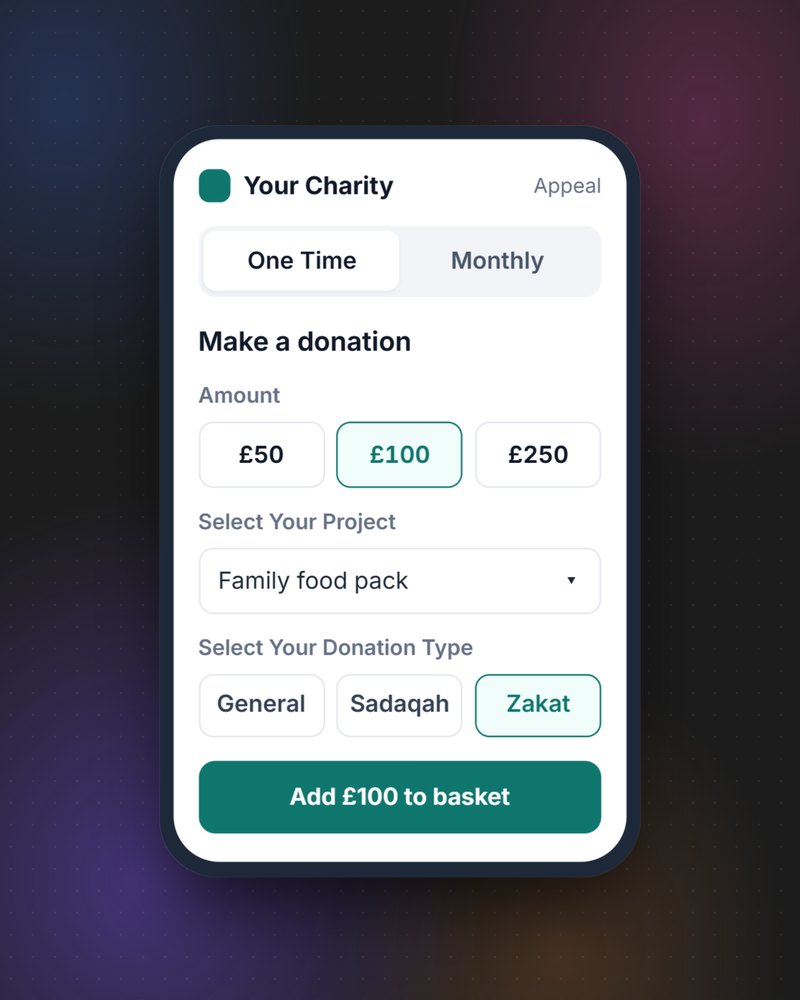 Your Charity
Appeal
One Time
Monthly
Make a donation
Amount
£50
£100
£250
Select Your Project
Family food pack
Select Your Donation Type
General
Sadaqah
Zakat
Add £100 to basket